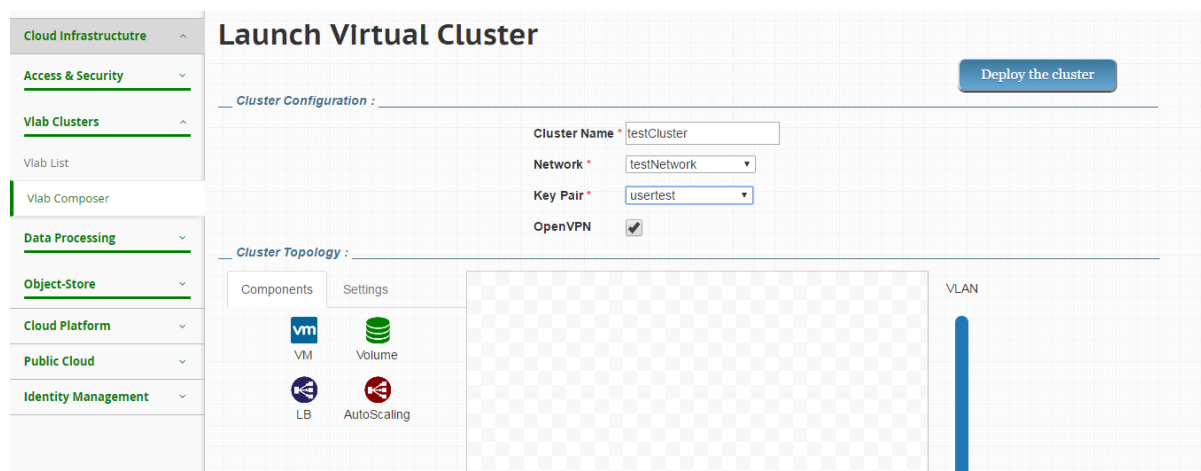 Cloud Infrastructutre
Access & Security
Vlab Clusters
Vlab List
Vlab Composer
Data Processing
Object-Store
Cloud Platform
Public Cloud
Identity Management
Launch Virtual Cluster
Deploy the cluster
Cluster Configuration :
Cluster Name * testCluster
Network * testNetwork
Key Pair * usertest
OpenVPN
Cluster Topology :
Components Settings
vm
VM Volume
LB AutoScaling
VLAN